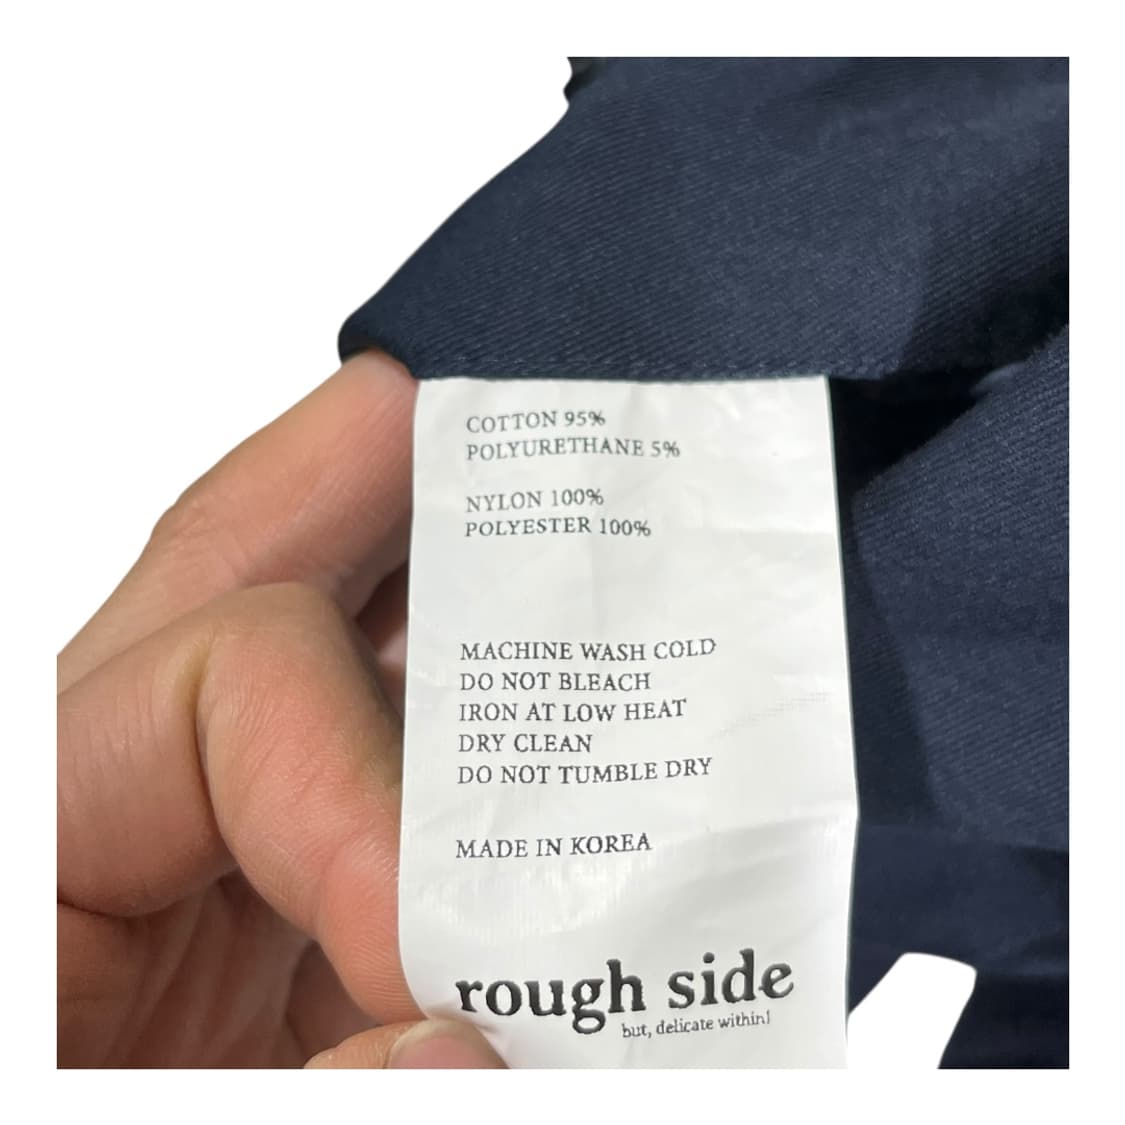 COTTON 95%
POLYURETHANE 5%
NYLON 100%
POLYESTER 100%
MACHINE WASH COLD
DO NOT BLEACH
IRON AT LOW HEAT
DRY CLEAN
DO NOT TUMBLE DRY
MADE IN KOREA
rough side
but, delicate within!